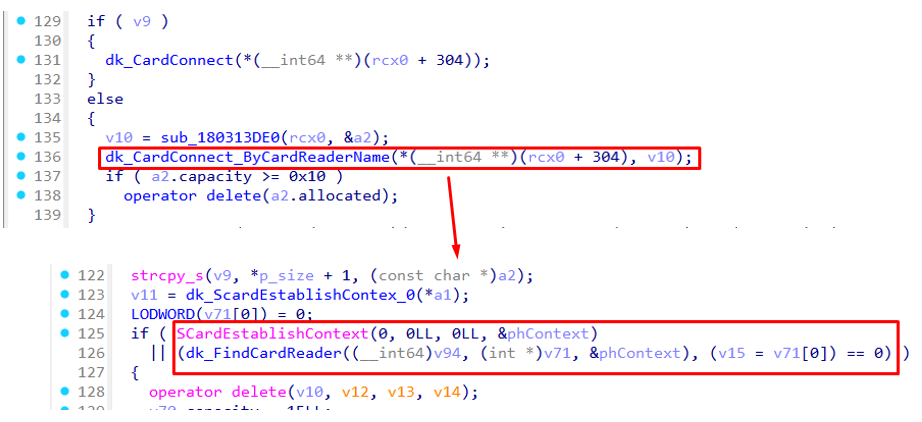 129 if ( v9 )
130 {
131 dk_CardConnect(*(__int64 **)(rcx0 + 304));
132 }
133 else
134 {
135 v10 = sub_180313DE0(rcx0, &a2);
136 dk_CardConnect_ByCardReaderName(*(__int64 **)(rcx0 + 304), v10);
137 if ( a2.capacity >= 0x10 )
138 operator delete(a2.allocated);
139 }
122 strcpy_s(v9, *p_size + 1, (const char *)a2);
123 v11 = dk_ScardEstablishContex_0(*a1);
124 LODWORD(v71[0]) = 0;
125 if ( SCardEstablishContext(0, 0LL, 0LL, &phContext)
126 || (dk_FindCardReader((__int64)v94, (int *)v71, &phContext), (v15 = v71[0]) == 0) )
127 {
128 operator delete(v10, v12, v13, v14);